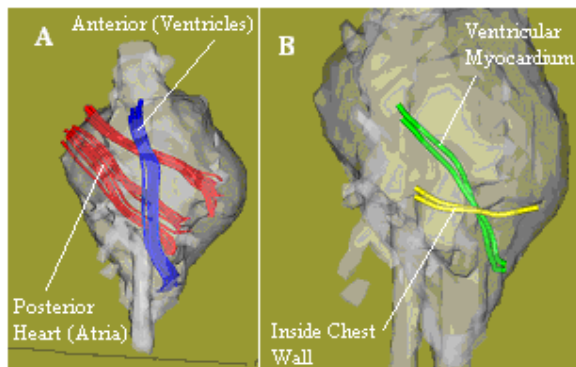 A
Anterior (Ventricles)
Posterior
Heart (Atria)
B
Ventricular
Myocardium
Inside Chest
Wall